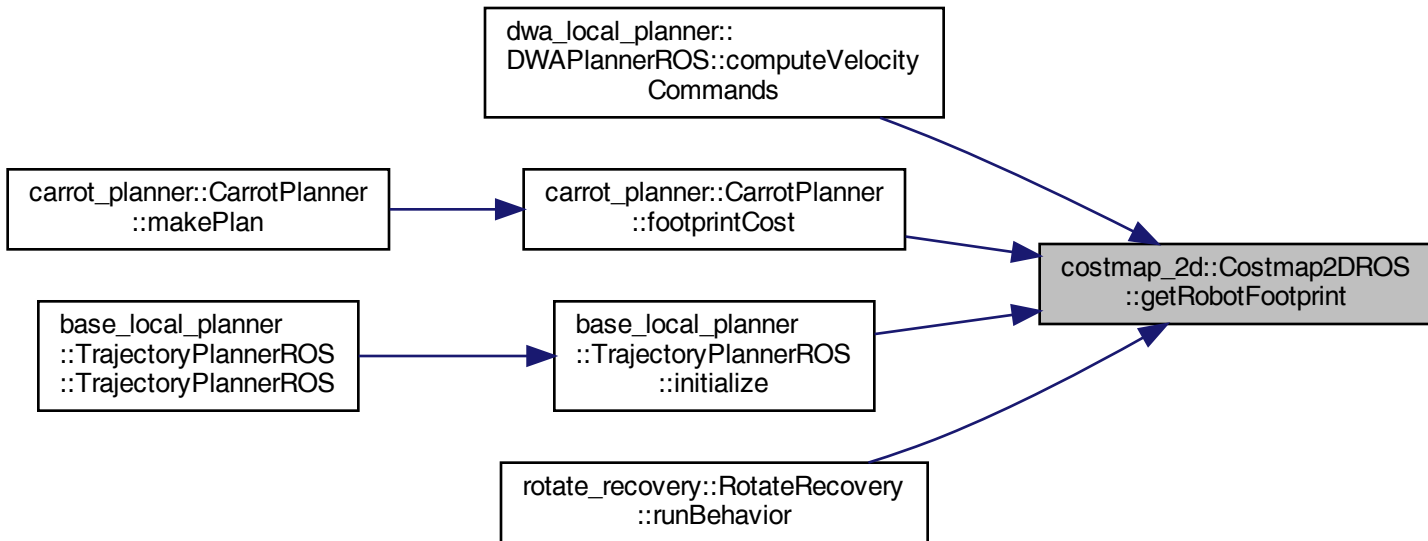 dwa_local_planner::
DWAPlannerROS::computeVelocity
Commands
carrot_planner::CarrotPlanner
::makePlan
carrot_planner::CarrotPlanner
::footprintCost
costmap_2d::Costmap2DROS
::getRobotFootprint
base_local_planner
::TrajectoryPlannerROS
::TrajectoryPlannerROS
base_local_planner
::TrajectoryPlannerROS
::initialize
rotate_recovery::RotateRecovery
::runBehavior